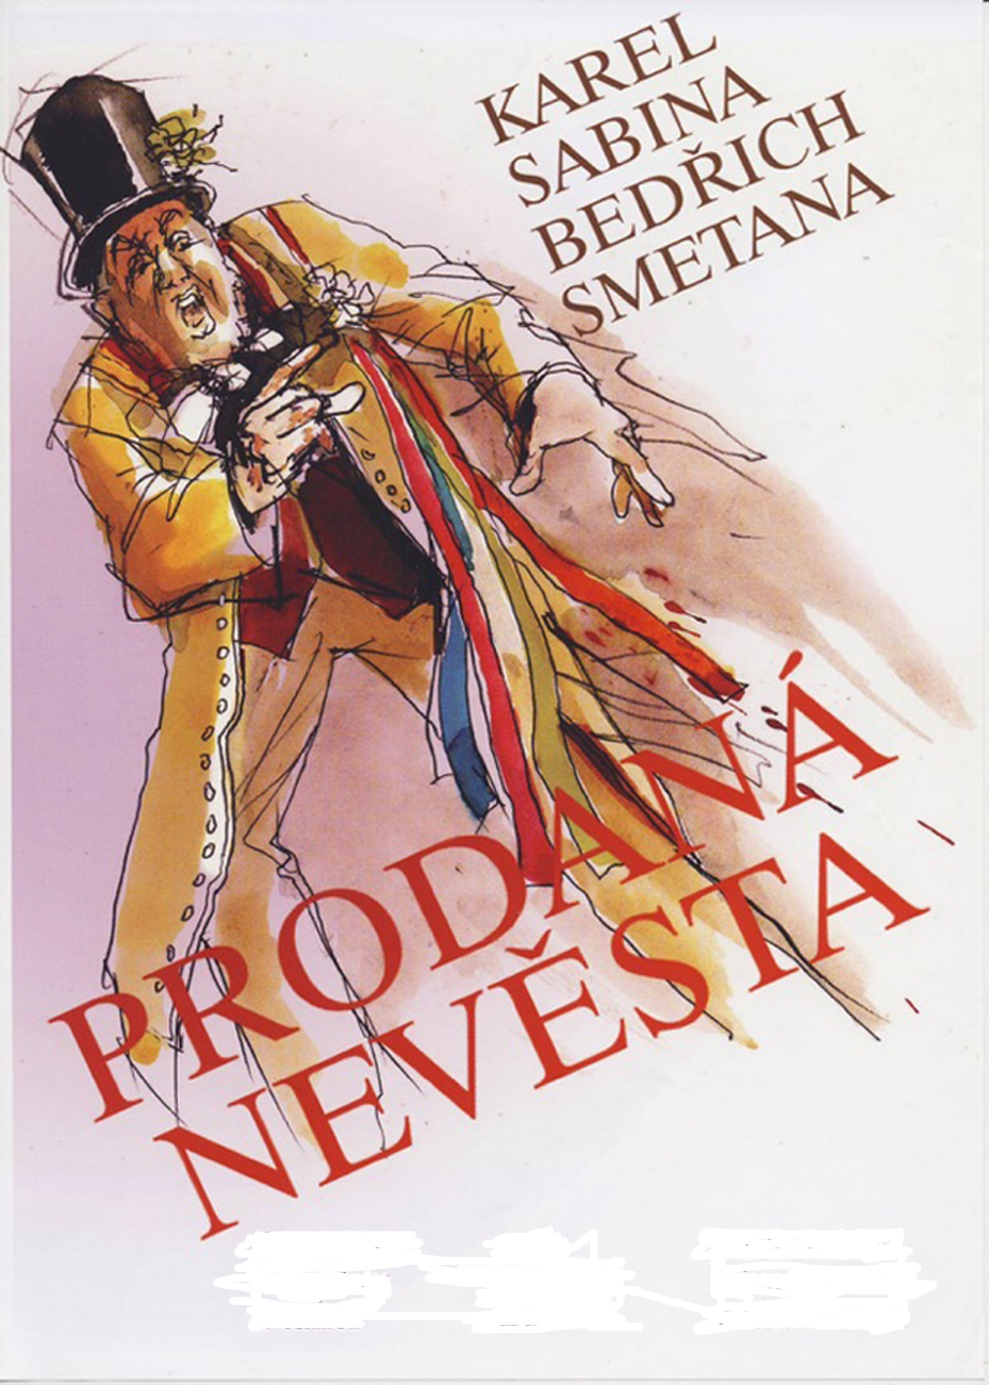 KAREL
SABINA
BEDŘICH
SMETANA
PRODANÁ
NEVĚSTA